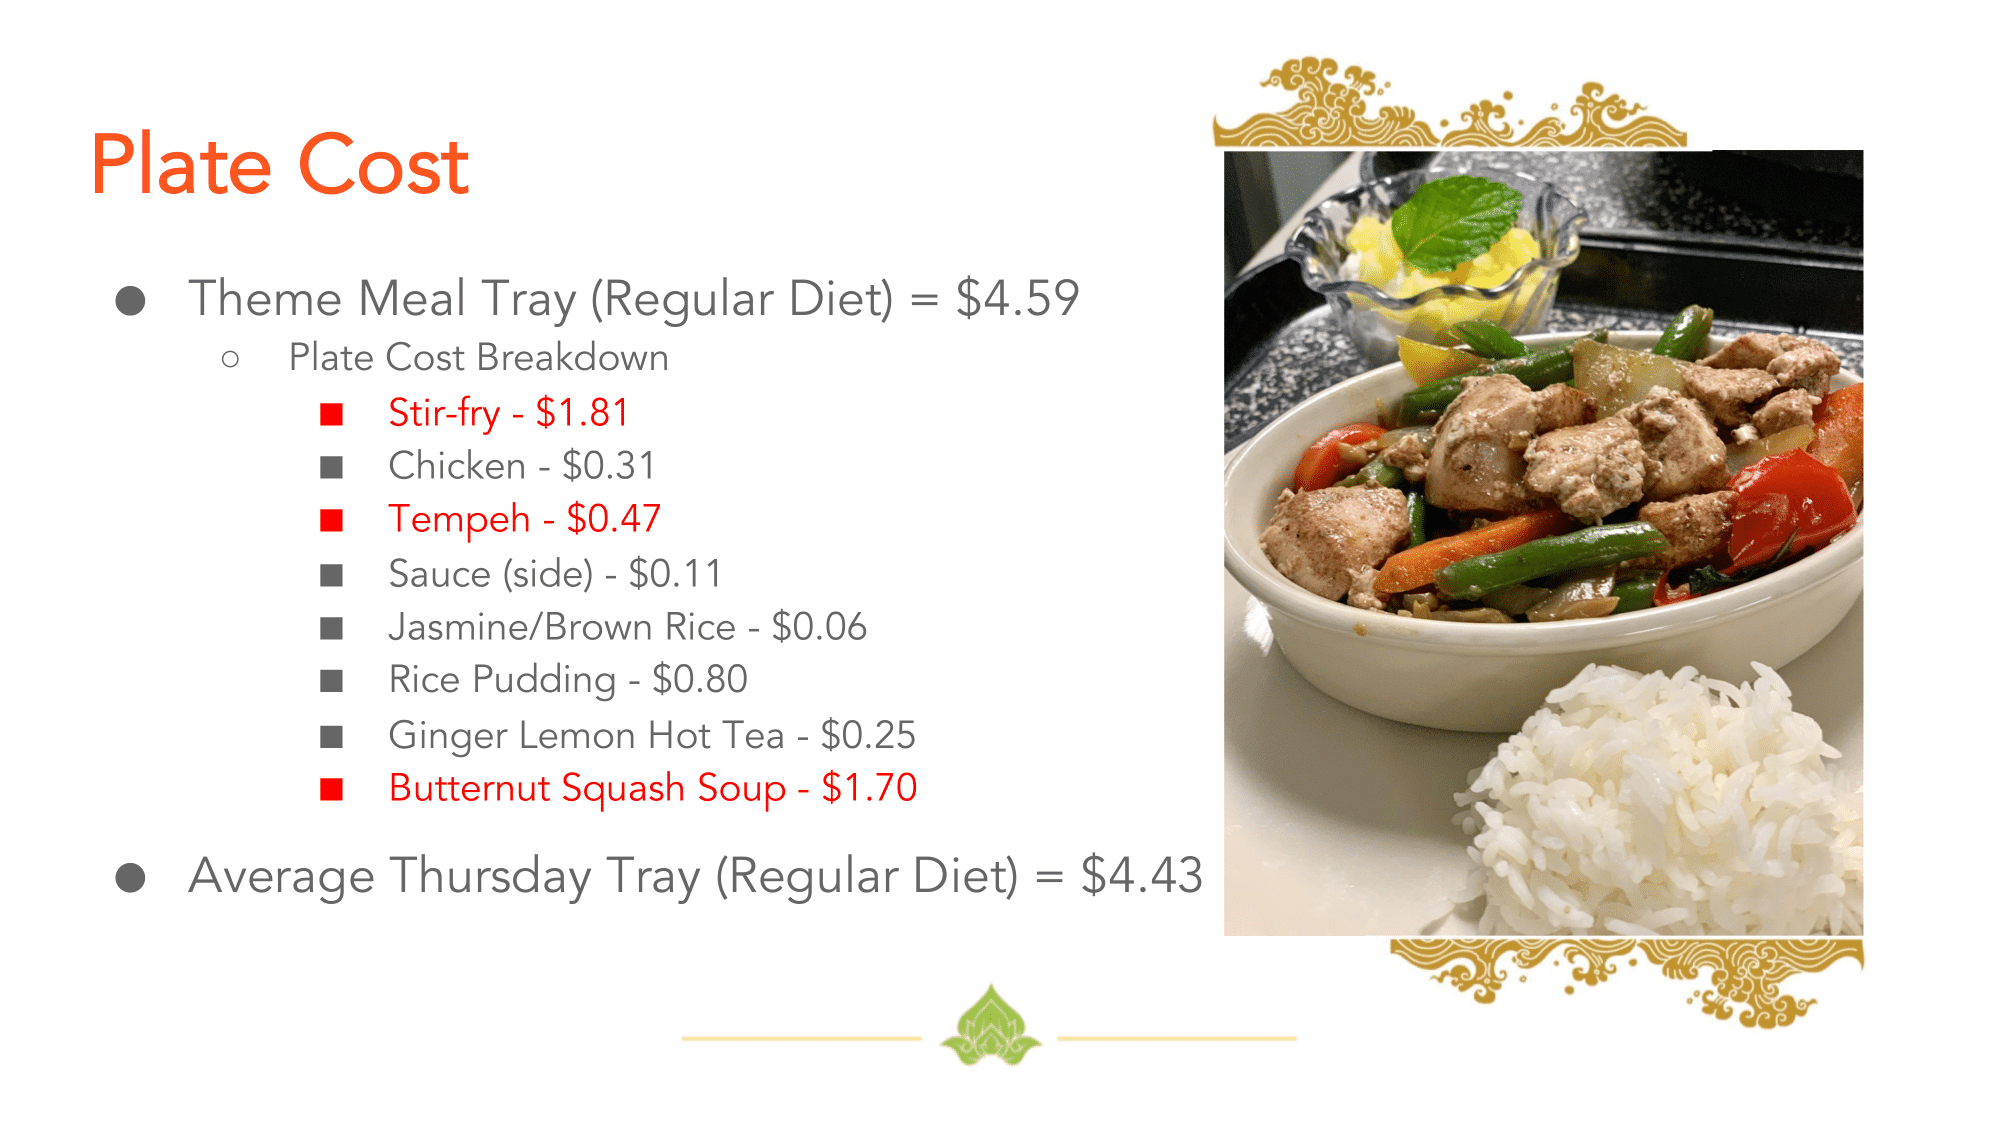 Plate Cost
● Theme Meal Tray (Regular Diet) = $4.59
○ Plate Cost Breakdown
■ Stir-fry - $1.81
■ Chicken - $0.31
■ Tempeh - $0.47
■ Sauce (side) - $0.11
■ Jasmine/Brown Rice - $0.06
■ Rice Pudding - $0.80
■ Ginger Lemon Hot Tea - $0.25
■ Butternut Squash Soup - $1.70
● Average Thursday Tray (Regular Diet) = $4.43